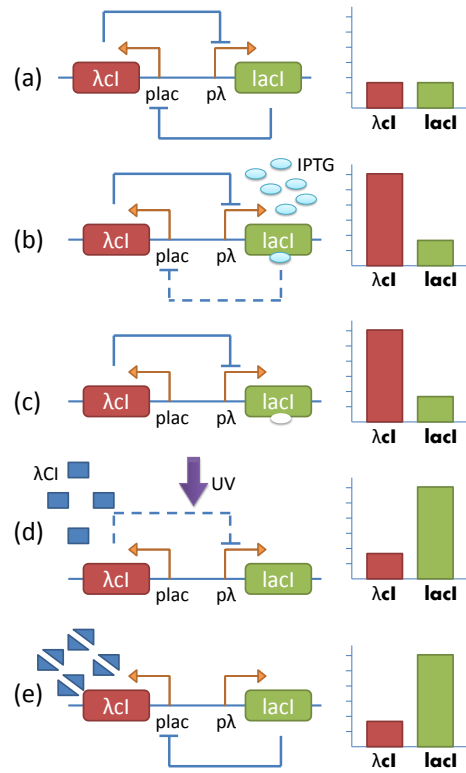 (a)
λcI
plac
pλ
lacI
λcI lacI
IPTG
(b)
λcI
plac
pλ
lacI
λcI lacI
(c)
λcI
plac
pλ
lacI
λcI lacI
λCI
UV
(d)
λcI
plac
pλ
lacI
λcI lacI
(e)
λcI
plac
pλ
lacI
λcI lacI